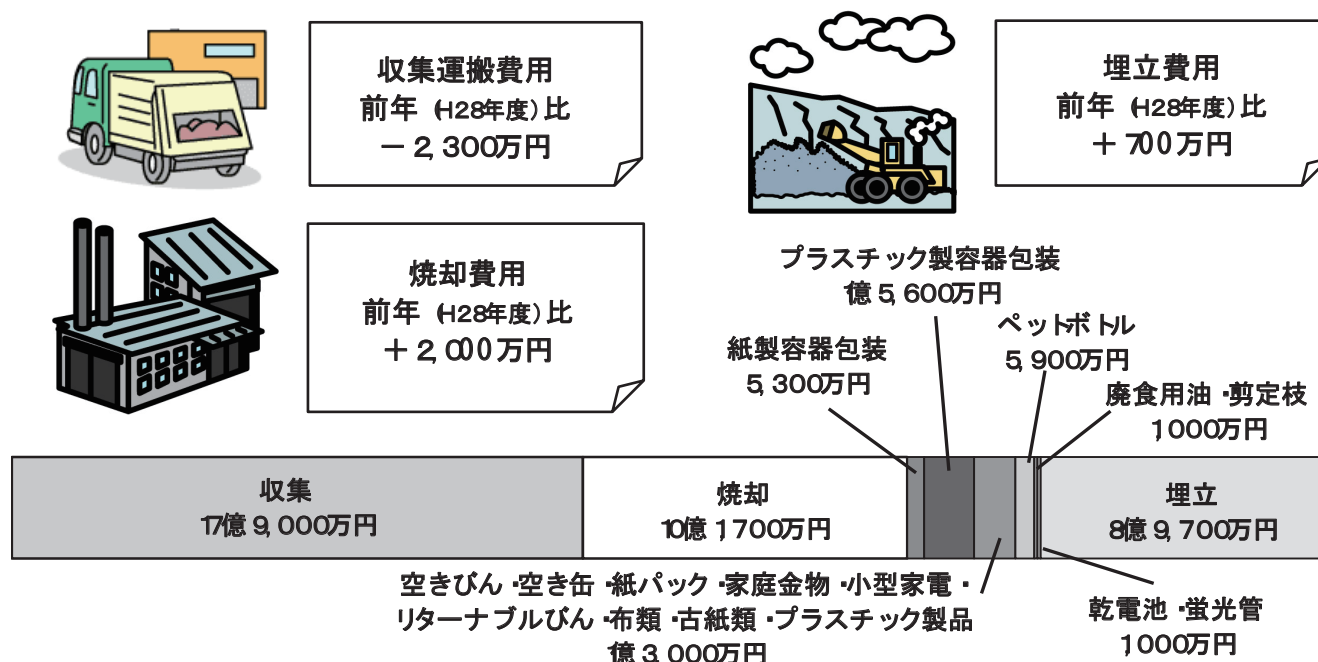 収集運搬費用
前年（H28年度）比
－2,300万円
埋立費用
前年（H28年度）比
＋700万円
焼却費用
前年（H28年度）比
＋2,000万円
プラスチック製容器包装
億5,600万円
紙製容器包装
5,300万円
ペットボトル
5,900万円
廃食用油・剪定枝
1000万円
収集
17億9,000万円
焼却
10億1700万円
埋立
8億9,700万円
空きびん・空き缶・紙パック・家庭金物・小型家電・
リターナブルびん・布類・古紙類・プラスチック製品
億3,000万円
乾電池・蛍光管
1,000万円